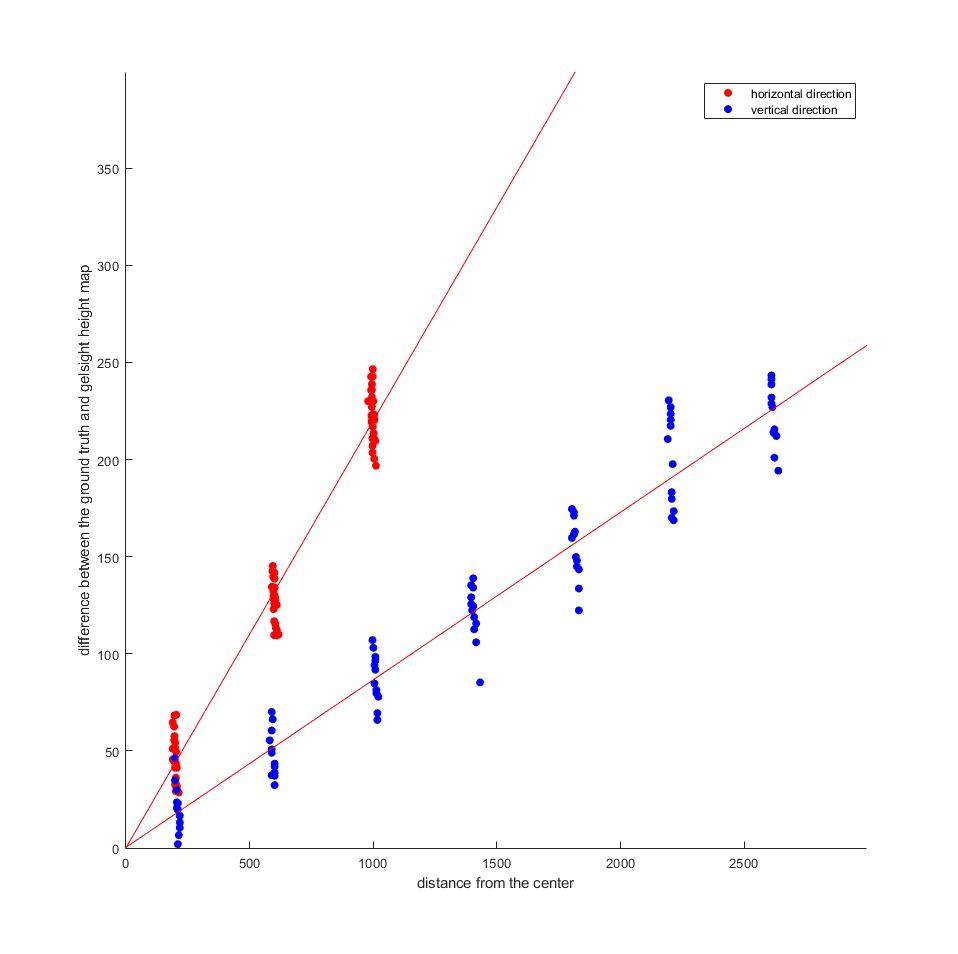 horizontal direction
vertical direction
350
300
250
200
150
100
50
0
difference between the ground truth and gelsight height map
0 500 1000 1500 2000 2500
distance from the center